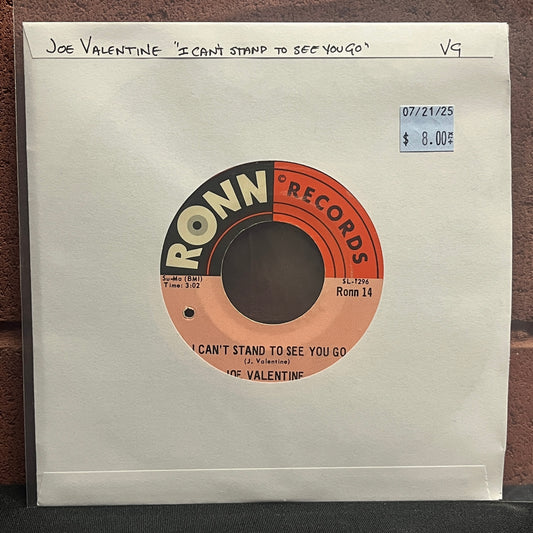 JOE VALENTINE "I CAN'T STAND TO SEE YOU GO" VG
07/21/25
$ 8.00
RONN © RECORDS
Su-Ma (BMI)
Time: 3:02
SL-1296
Ronn 14
I CAN'T STAND TO SEE YOU GO
(J. Valentine)
JOE VALENTINE